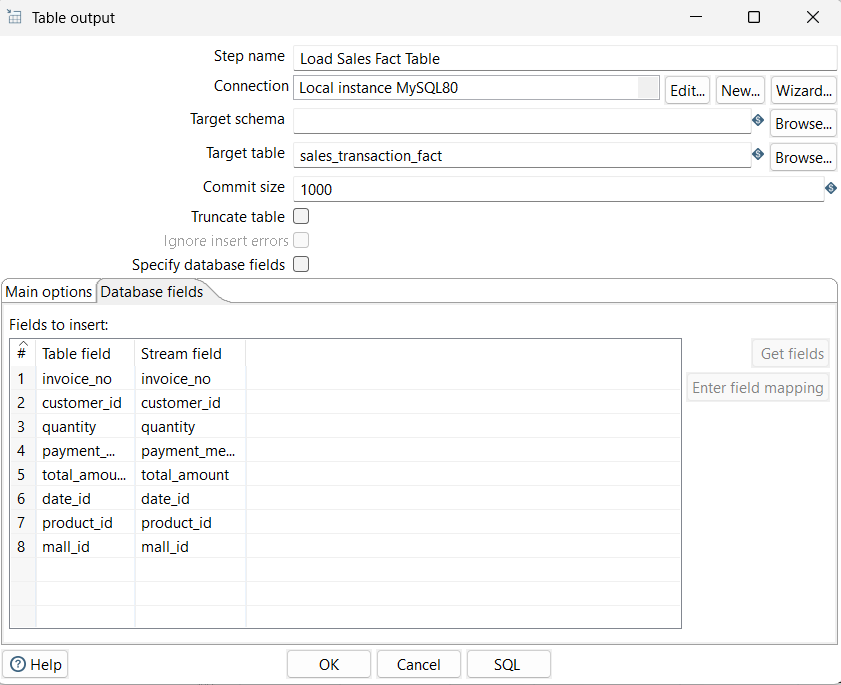 Table output
Step name Load Sales Fact Table
Connection Local instance MySQL80 Edit... New... Wizard...
Target schema Browse...
Target table sales_transaction_fact Browse...
Commit size 1000
Truncate table
Ignore insert errors
Specify database fields
Main options Database fields
Fields to insert:
# Table field Stream field
Get fields
1 invoice_no invoice_no
Enter field mapping
2 customer_id customer_id
3 quantity quantity
4 payment_... payment_me...
5 total_amou... total_amount
6 date_id date_id
7 product_id product_id
8 mall_id mall_id
Help OK Cancel SQL